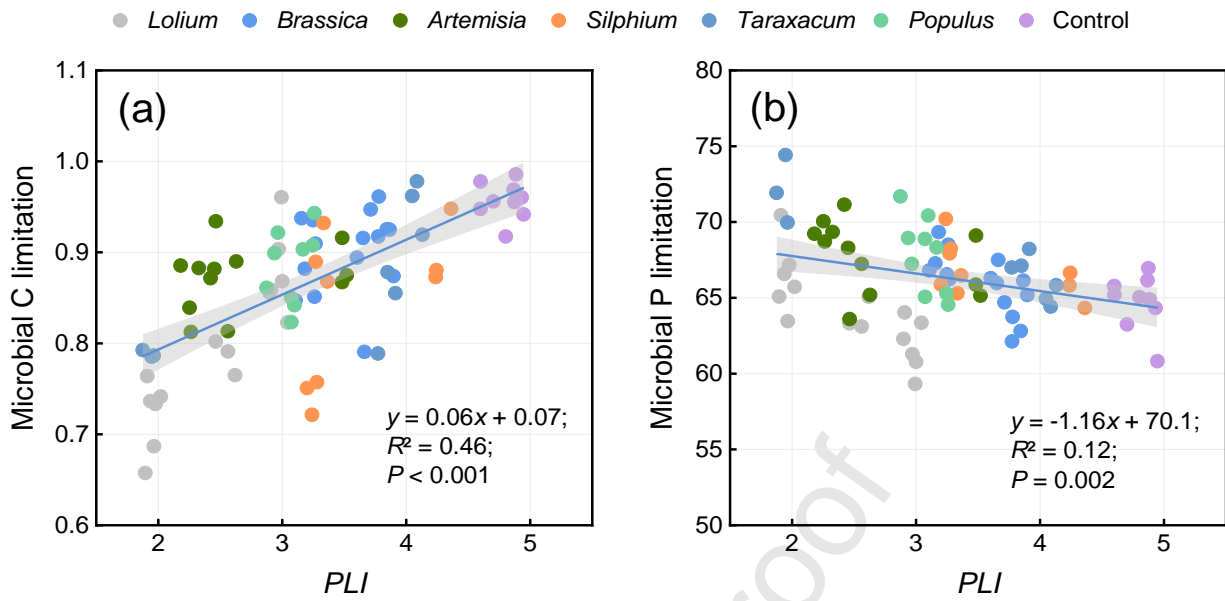 Lolium Brassica Artemisia Silphium Taraxacum Populus Control
(a)
Microbial C limitation
1.1
1.0
0.9
0.8
0.7
0.6
y = 0.06x + 0.07;
R² = 0.46;
P < 0.001
2 3 4 5
PLI
(b)
Microbial P limitation
80
75
70
65
60
55
50
y = -1.16x + 70.1;
R² = 0.12;
P = 0.002
2 3 4 5
PLI
roof